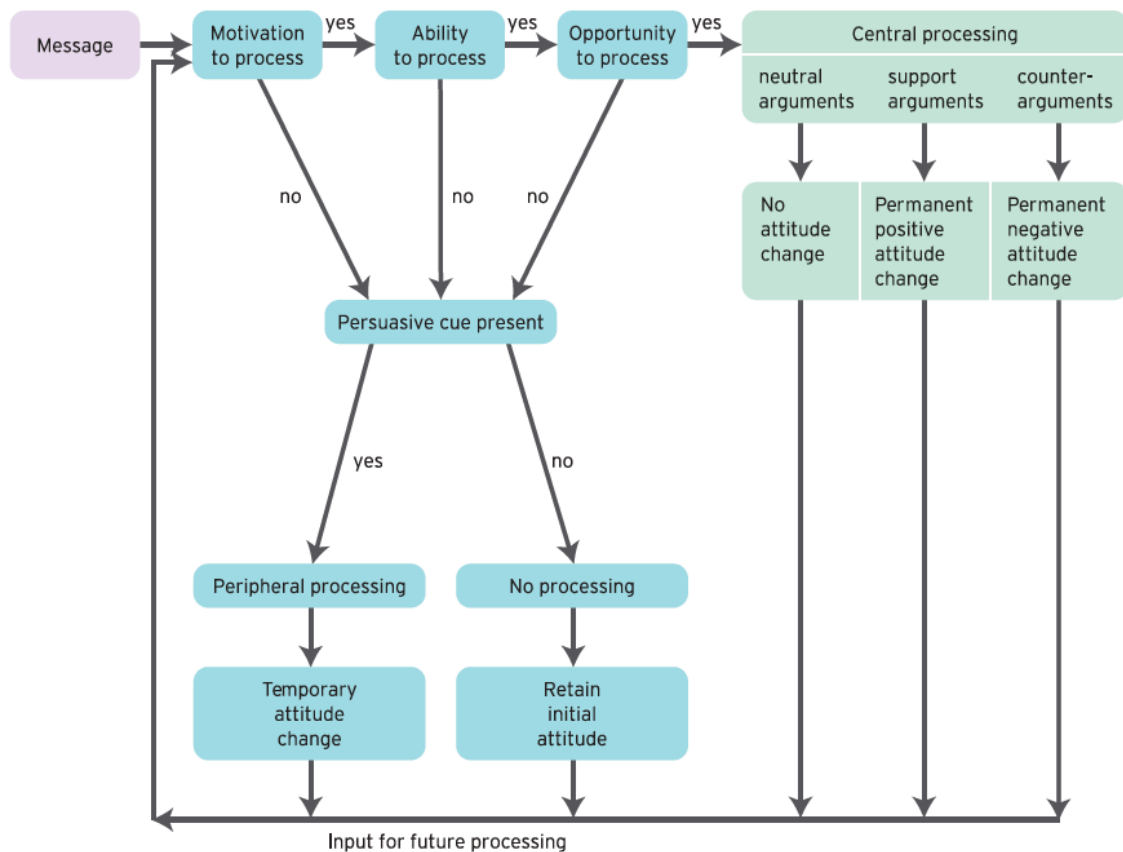 Message
Motivation
to process
yes
Ability
to process
yes
Opportunity
to process
yes
Central processing
neutral
arguments
support
arguments
counter-
arguments
no
no
no
No
attitude
change
Permanent
positive
attitude
change
Permanent
negative
attitude
change
Persuasive cue present
yes
no
Peripheral processing
No processing
Temporary
attitude
change
Retain
initial
attitude
Input for future processing